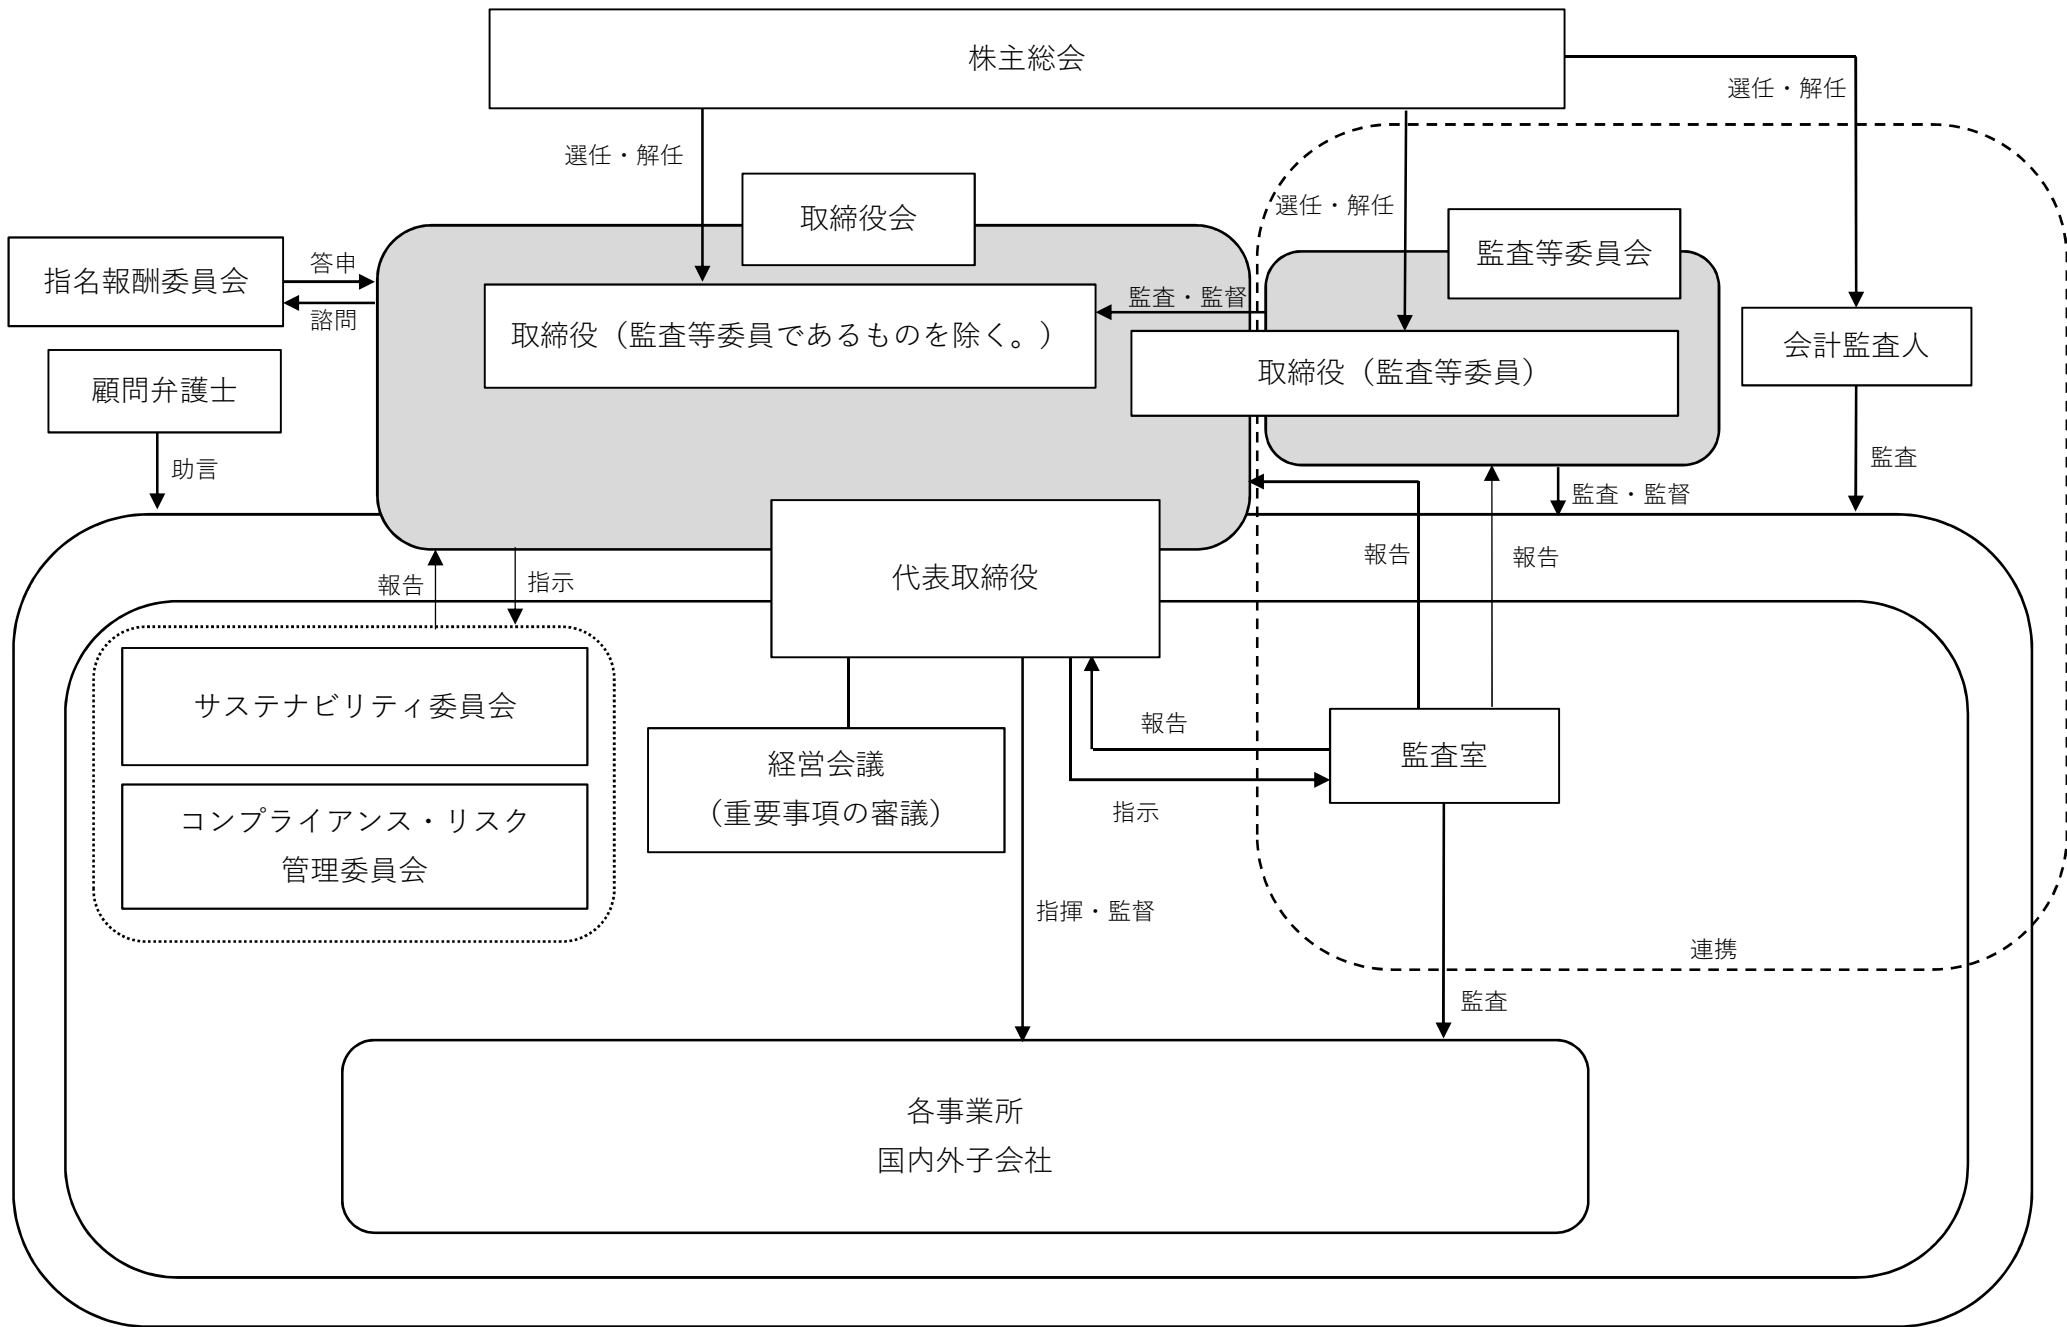 株主総会
選任・解任
選任・解任
選任・解任
取締役会
監査等委員会
指名報酬委員会
答申
諮問
監査・監督
取締役（監査等委員であるものを除く。）
取締役（監査等委員）
会計監査人
顧問弁護士
助言
監査・監督
監査
代表取締役
報告
指示
報告
報告
サステナビリティ委員会
コンプライアンス・リスク
管理委員会
経営会議
（重要事項の審議）
報告
指示
監査室
指揮・監督
連携
監査
各事業所
国内外子会社